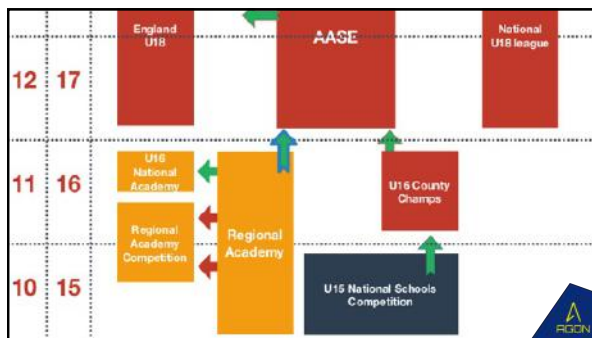 England
U18
AASE
National
U18 league
12
17
U16
National
Academy
11
16
U16 County
Champs
Regional
Academy
Competition
Regional
Academy
10
15
U15 National Schools
Competition
AGON